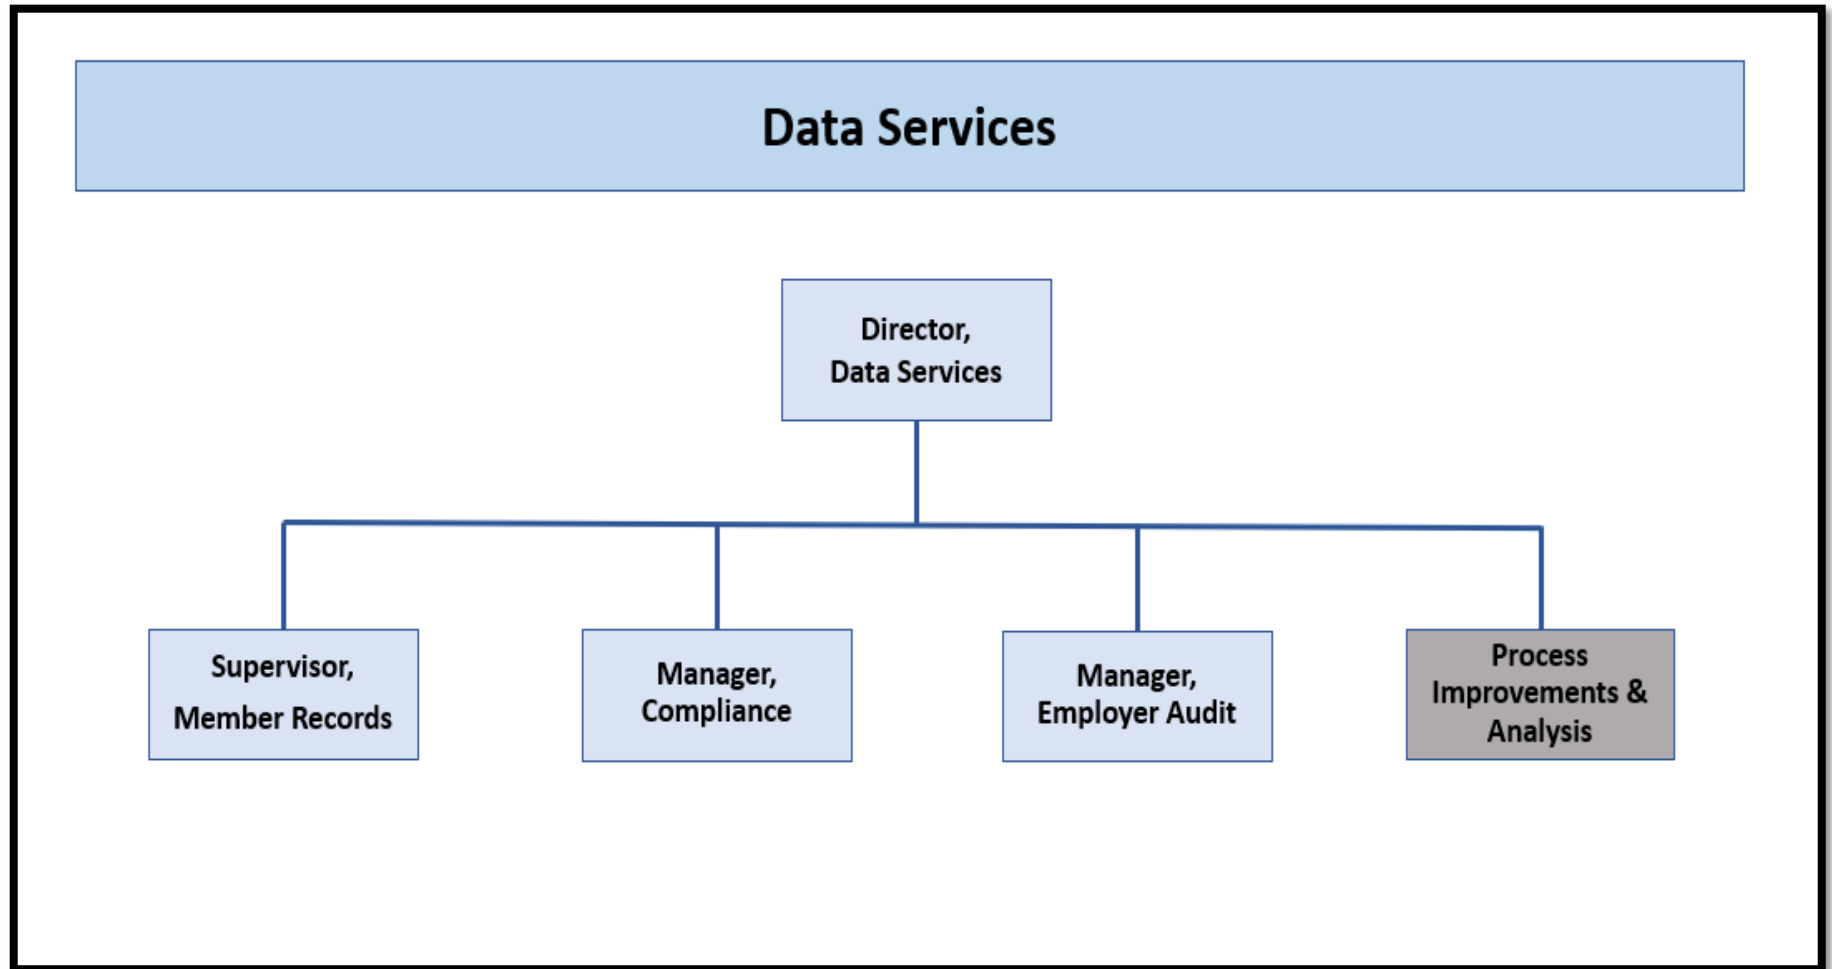 Data Services
Director,
Data Services
Supervisor,
Member Records
Manager,
Compliance
Manager,
Employer Audit
Process
Improvements &
Analysis